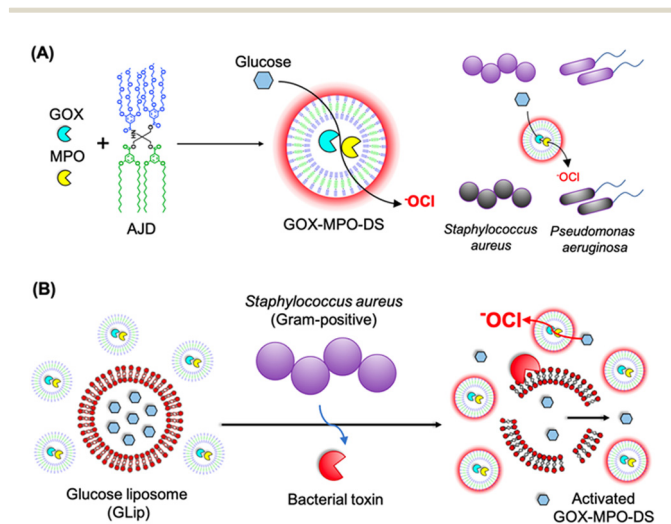 (A)
GOX
MPO
+
AJD
Glucose
GOX-MPO-DS
⁻OCl
⁻OCl
Staphylococcus
aureus
Pseudomonas
aeruginosa
(B)
Glucose liposome
(GLip)
Staphylococcus aureus
(Gram-positive)
Bacterial toxin
⁻OCl
Activated
GOX-MPO-DS